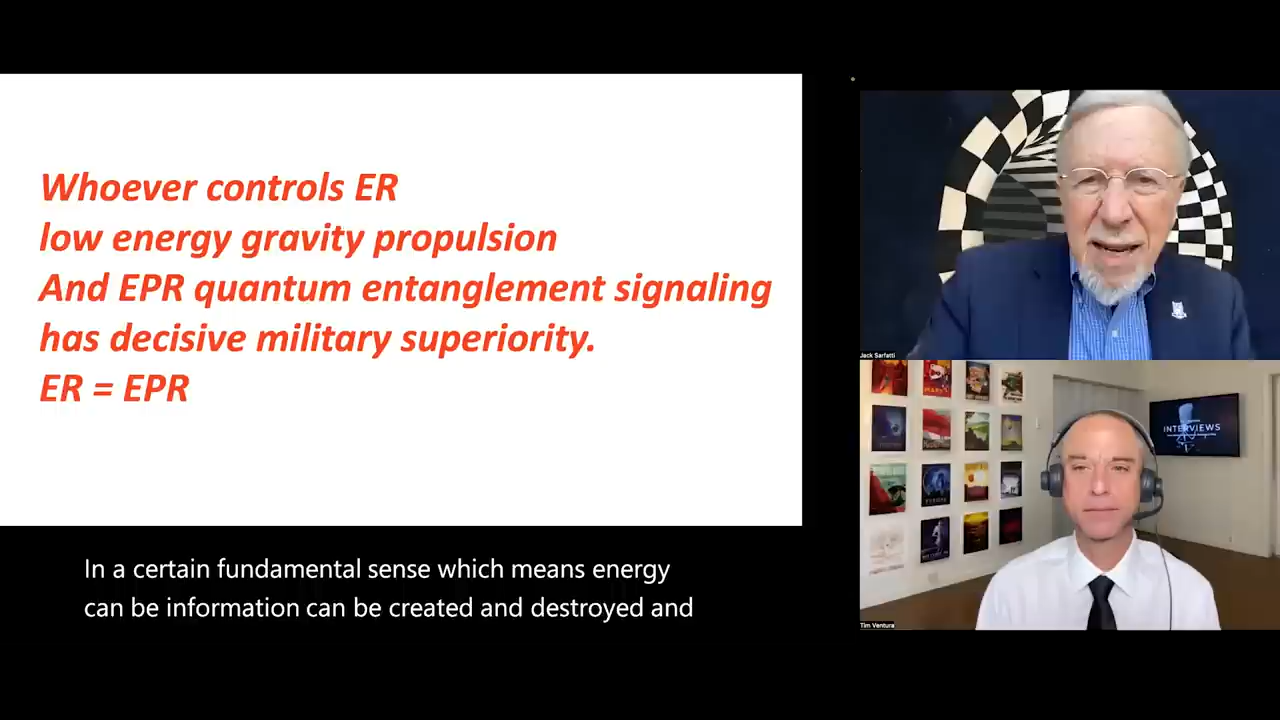 Whoever controls ER
low energy gravity propulsion
And EPR quantum entanglement signaling
has decisive military superiority.
ER = EPR
In a certain fundamental sense which means energy
can be information can be created and destroyed and
Jack Sarfatti
INTERVIEWS
Tim Ventura